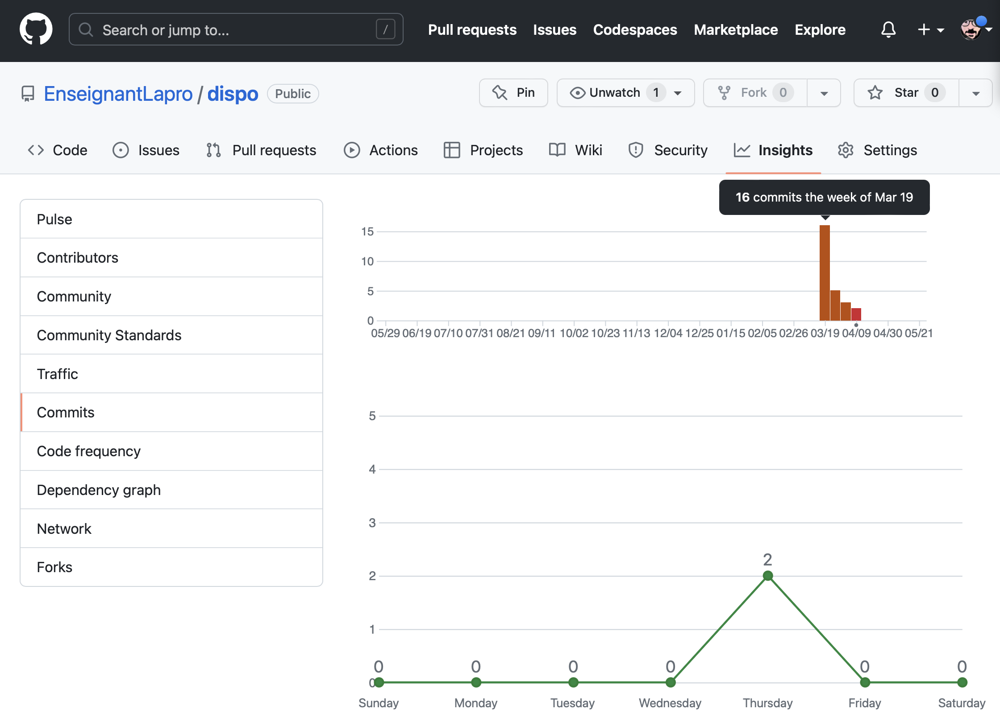 Search or jump to... / Pull requests Issues Codespaces Marketplace Explore
EnseignantLapro / dispo Public Pin Unwatch 1 Fork 0 Star 0
Code Issues Pull requests Actions Projects Wiki Security Insights Settings
16 commits the week of Mar 19
Pulse
Contributors
Community
Community Standards
Traffic
Commits
Code frequency
Dependency graph
Network
Forks
15
10
5
0
05/29 06/19 07/10 07/31 08/21 09/11 10/02 10/23 11/13 12/04 12/25 01/15 02/05 02/26 03/19 04/09 04/30 05/21
5
4
3
2
2
1
0 0 0 0 0 0
0
Sunday Monday Tuesday Wednesday Thursday Friday Saturday